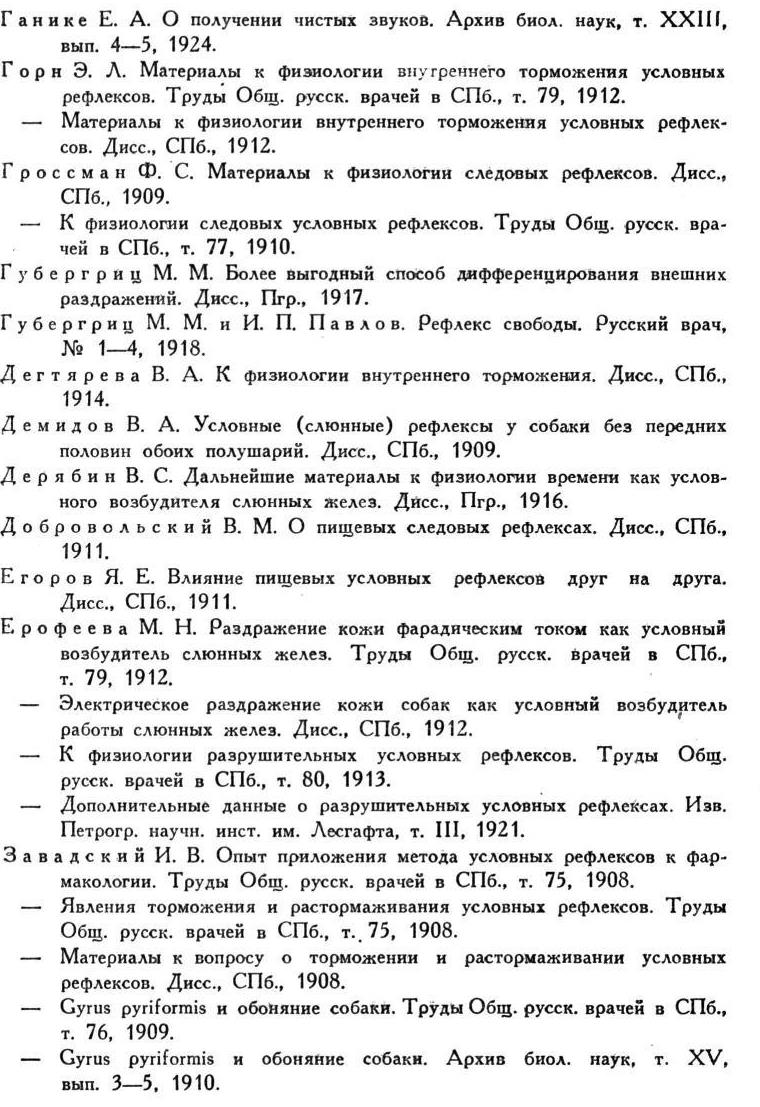 Ганике Е. А. О получении чистых звуков. Архив биол. наук, т. XXIII,
вып. 4—5, 1924.
Горн Э. Л. Материалы к физиологии внутреннего торможения условных
рефлексов. Труды Общ. русск. врачей в СПб., т. 79, 1912.
— Материалы к физиологии внутреннего торможения условных рефлек-
сов. Дисс., СПб., 1912.
Гроссман Ф. С. Материалы к физиологии следовых рефлексов. Дисс.,
СПб., 1909.
— К физиологии следовых условных рефлексов. Труды Общ. русск. вра-
чей в СПб., т. 77, 1910.
Губергриц М. М. Более выгодный способ дифференцирования внешних
раздражений. Дисс., Пгр., 1917.
Губергриц М. М. и И. П. Павлов. Рефлекс свободы. Русский врач,
№ 1—4, 1918.
Дегтярева В. А. К физиологии внутреннего торможения. Дисс., СПб.,
1914.
Демидов В. А. Условные (слюнные) рефлексы у собаки без передних
половин обоих полушарий. Дисс., СПб., 1909.
Дерябин В. С. Дальнейшие материалы к физиологии времени как услов-
ного возбудителя слюнных желез. Дисс., Пгр., 1916.
Добровольский В. М. О пищевых следовых рефлексах. Дисс., СПб.,
1911.
Егоров Я. Е. Влияние пищевых условных рефлексов друг на друга.
Дисс., СПб., 1911.
Ерофеева М. Н. Раздражение кожи фарадическим током как условный
возбудитель слюнных желез. Труды Общ. русск. врачей в СПб.,
т. 79, 1912.
— Электрическое раздражение кожи собак как условный возбудитель
работы слюнных желез. Дисс., СПб., 1912.
— К физиологии разрушительных условных рефлексов. Труды Общ.
русск. врачей в СПб., т. 80, 1913.
— Дополнительные данные о разрушительных условных рефлексах. Изв.
Петрогр. научн. инст. им. Лесгафта, т. III, 1921.
Завадский И. В. Опыт приложения метода условных рефлексов к фар-
макологии. Труды Общ. русск. врачей в СПб., т. 75, 1908.
— Явления торможения и растормаживания условных рефлексов. Труды
Общ. русск. врачей в СПб., т. 75, 1908.
— Материалы к вопросу о торможении и растормаживании условных
рефлексов. Дисс., СПб., 1908.
— Gyrus pyriformis и обоняние собаки. Труды Общ. русск. врачей в СПб.,
т. 76, 1909.
— Gyrus pyriformis и обоняние собаки. Архив биол. наук, т. XV,
вып. 3—5, 1910.